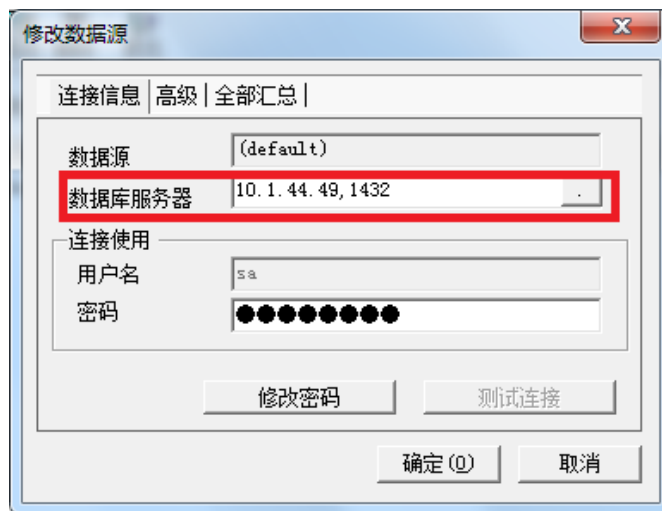 修改数据源
连接信息 高级 全部汇总
数据源 (default)
数据库服务器 10.1.44.49,1432 .
连接使用
用户名 sa
密码 ●●●●●●●●
修改密码 测试连接
确定(O) 取消